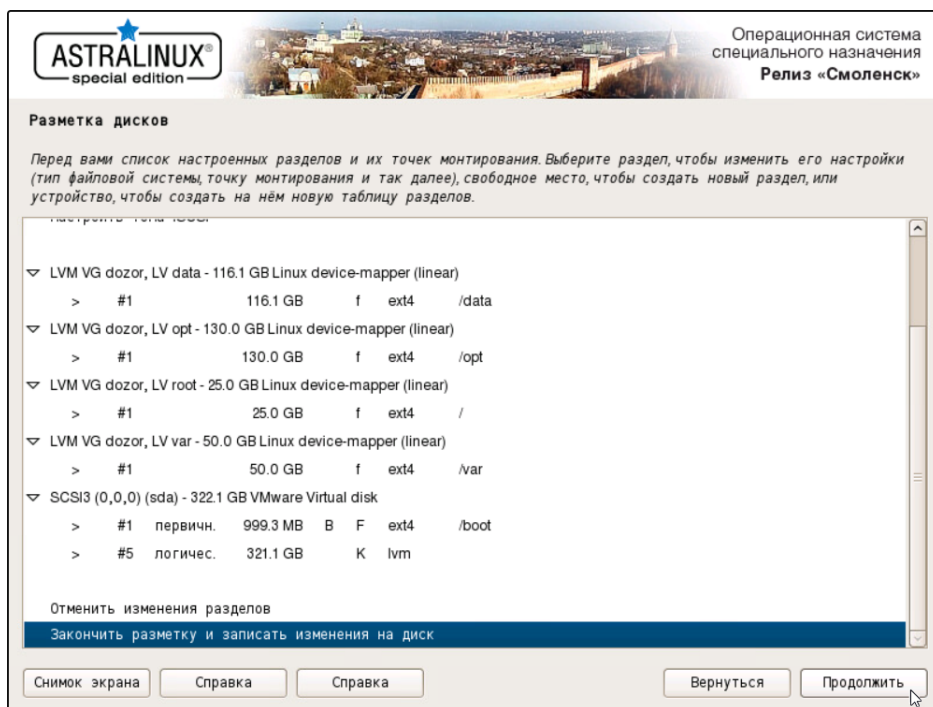 ASTRALINUX®
special edition
Операционная система
специального назначения
Релиз «Смоленск»
Разметка дисков
Перед вами список настроенных разделов и их точек монтирования. Выберите раздел, чтобы изменить его настройки
(тип файловой системы, точку монтирования и так далее), свободное место, чтобы создать новый раздел, или
устройство, чтобы создать на нём новую таблицу разделов.
LVM VG dozor, LV data - 116.1 GB Linux device-mapper (linear)
> #1 116.1 GB f ext4 /data
LVM VG dozor, LV opt - 130.0 GB Linux device-mapper (linear)
> #1 130.0 GB f ext4 /opt
LVM VG dozor, LV root - 25.0 GB Linux device-mapper (linear)
> #1 25.0 GB f ext4 /
LVM VG dozor, LV var - 50.0 GB Linux device-mapper (linear)
> #1 50.0 GB f ext4 /var
SCSI3 (0,0,0) (sda) - 322.1 GB VMware Virtual disk
> #1 первичн. 999.3 MB B F ext4 /boot
> #5 логичес. 321.1 GB K lvm
Отменить изменения разделов
Закончить разметку и записать изменения на диск
Снимок экрана Справка Справка Вернуться Продолжить